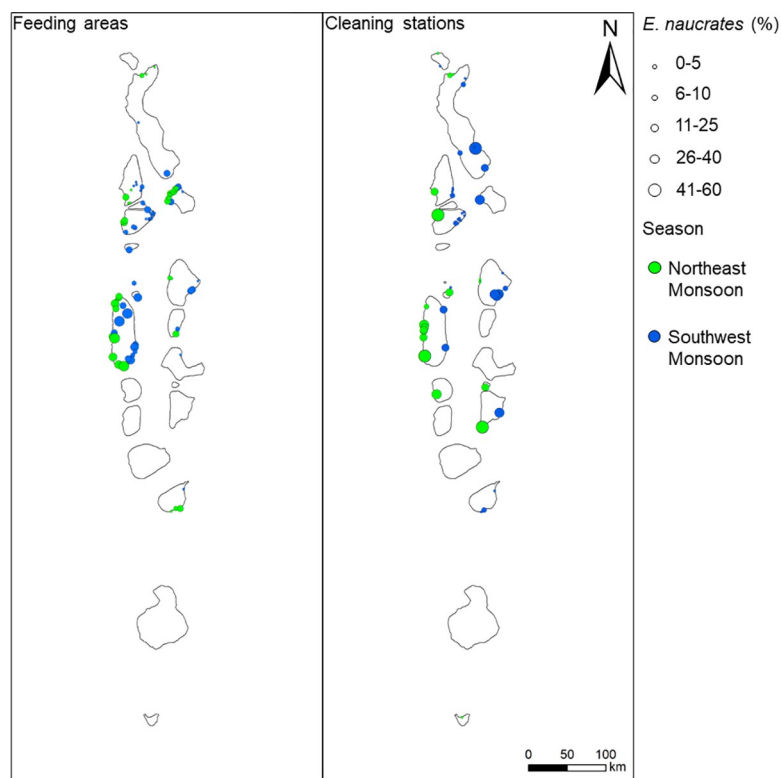 Feeding areas
Cleaning stations
N
E. naucrates (%)
0-5
6-10
11-25
26-40
41-60
Season
Northeast
Monsoon
Southwest
Monsoon
0 50 100
km